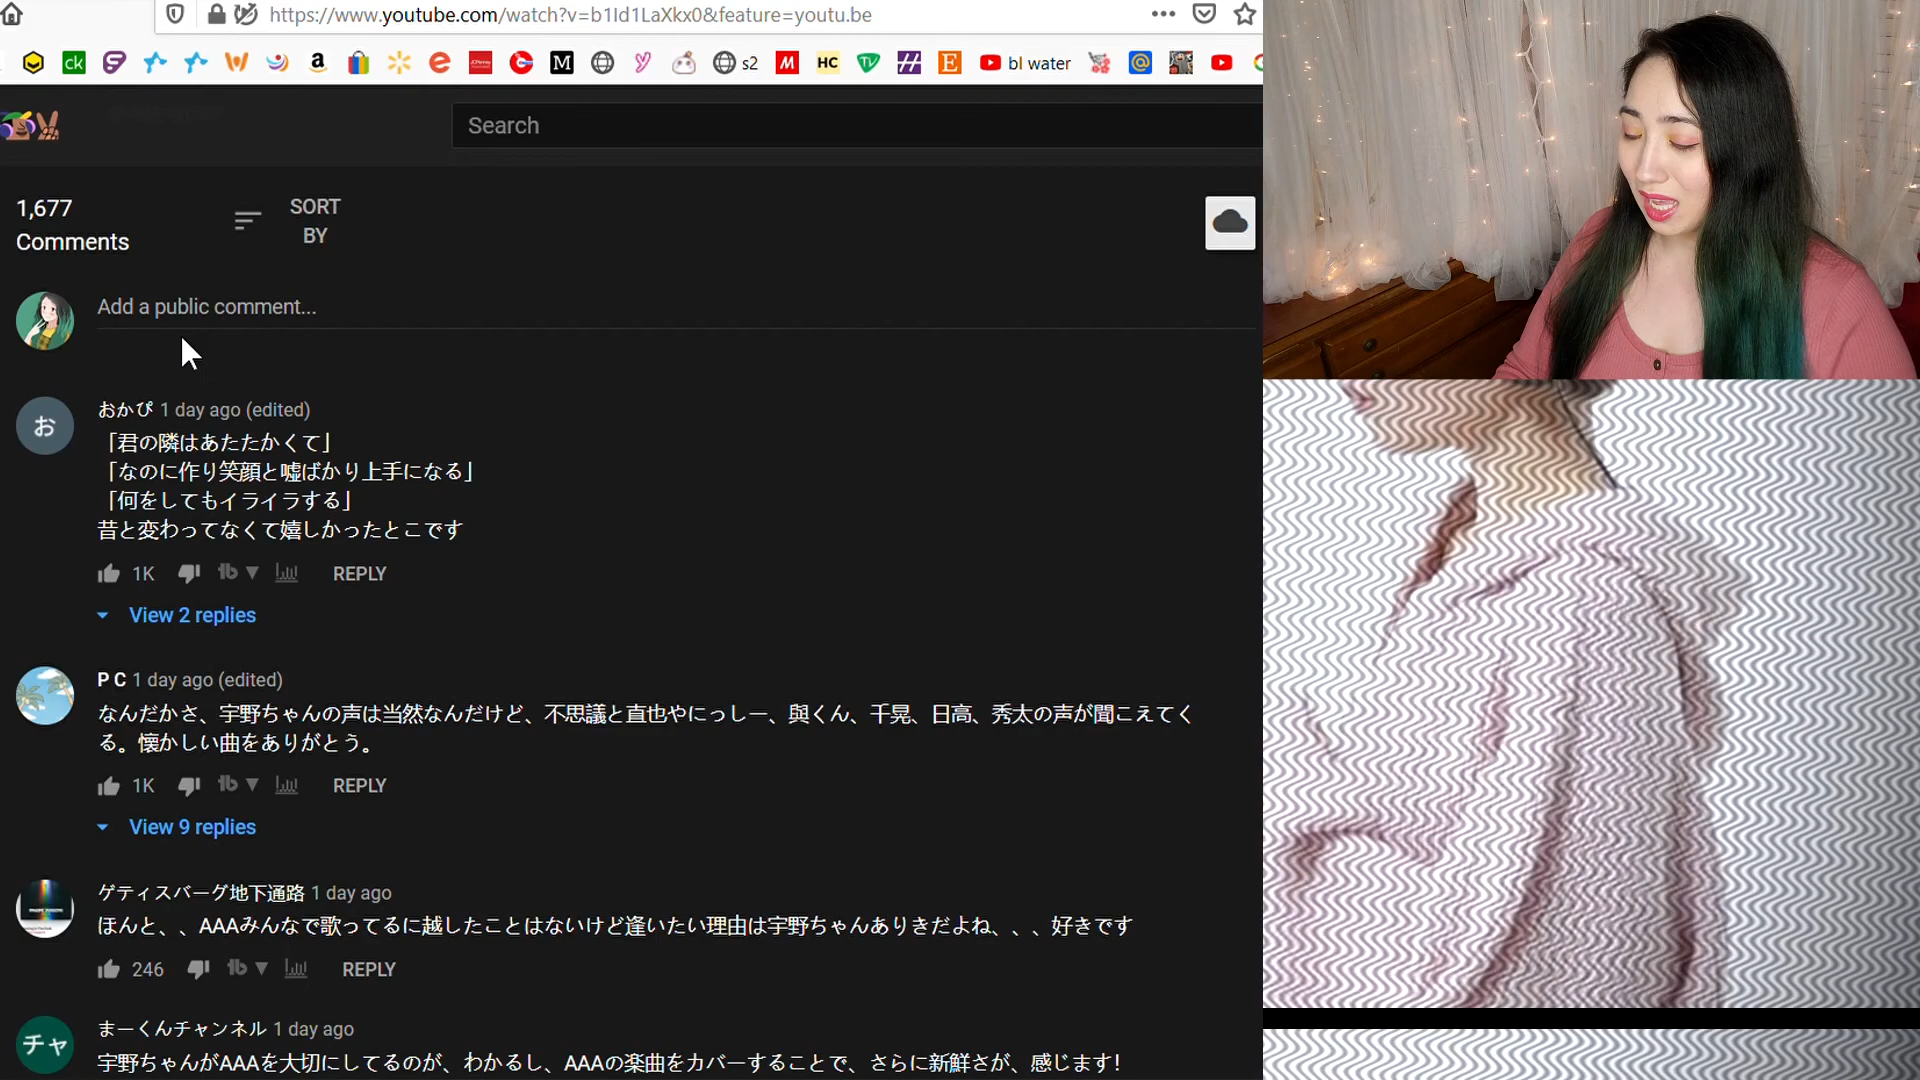 https://www.youtube.com/watch?v=b1Id1LaXkx0&feature=youtu.be
s2
bl water
Search
1,677
Comments
SORT
BY
Add a public comment...
おかぴ 1 day ago (edited)
「君の隣はあたたかくて」
「なのに作り笑顔と嘘ばかり上手になる」
「何をしてもイライラする」
昔と変わってなくて嬉しかったとこです
1K REPLY
View 2 replies
P C 1 day ago (edited)
なんだかさ、宇野ちゃんの声は当然なんだけど、不思議と直也やにっしー、與くん、千晃、日高、秀太の声が聞こえてく
る。懐かしい曲をありがとう。
1K REPLY
View 9 replies
ゲティスバーグ地下通路 1 day ago
ほんと、、AAAみんなで歌ってるに越したことはないけど逢いたい理由は宇野ちゃんありきだよね、、、好きです
246 REPLY
まーくんチャンネル 1 day ago
宇野ちゃんがAAAを大切にしてるのが、わかるし、AAAの楽曲をカバーすることで、さらに新鮮さが、感じます!